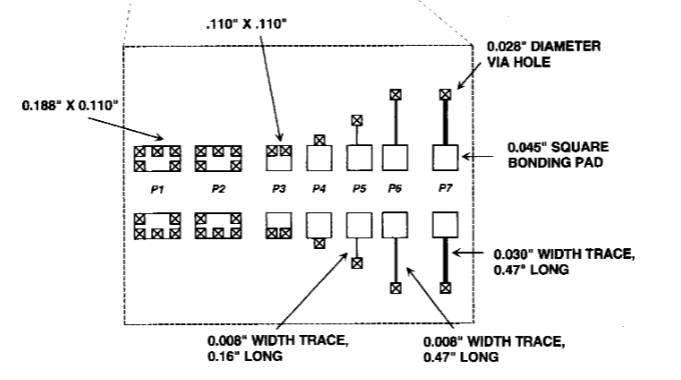 .110" X .110"
0.028" DIAMETER
VIA HOLE
0.188" X 0.110"
0.045" SQUARE
BONDING PAD
P1 P2 P3 P4 P5 P6 P7
0.030" WIDTH TRACE,
0.47" LONG
0.008" WIDTH TRACE,
0.16" LONG
0.008" WIDTH TRACE,
0.47" LONG